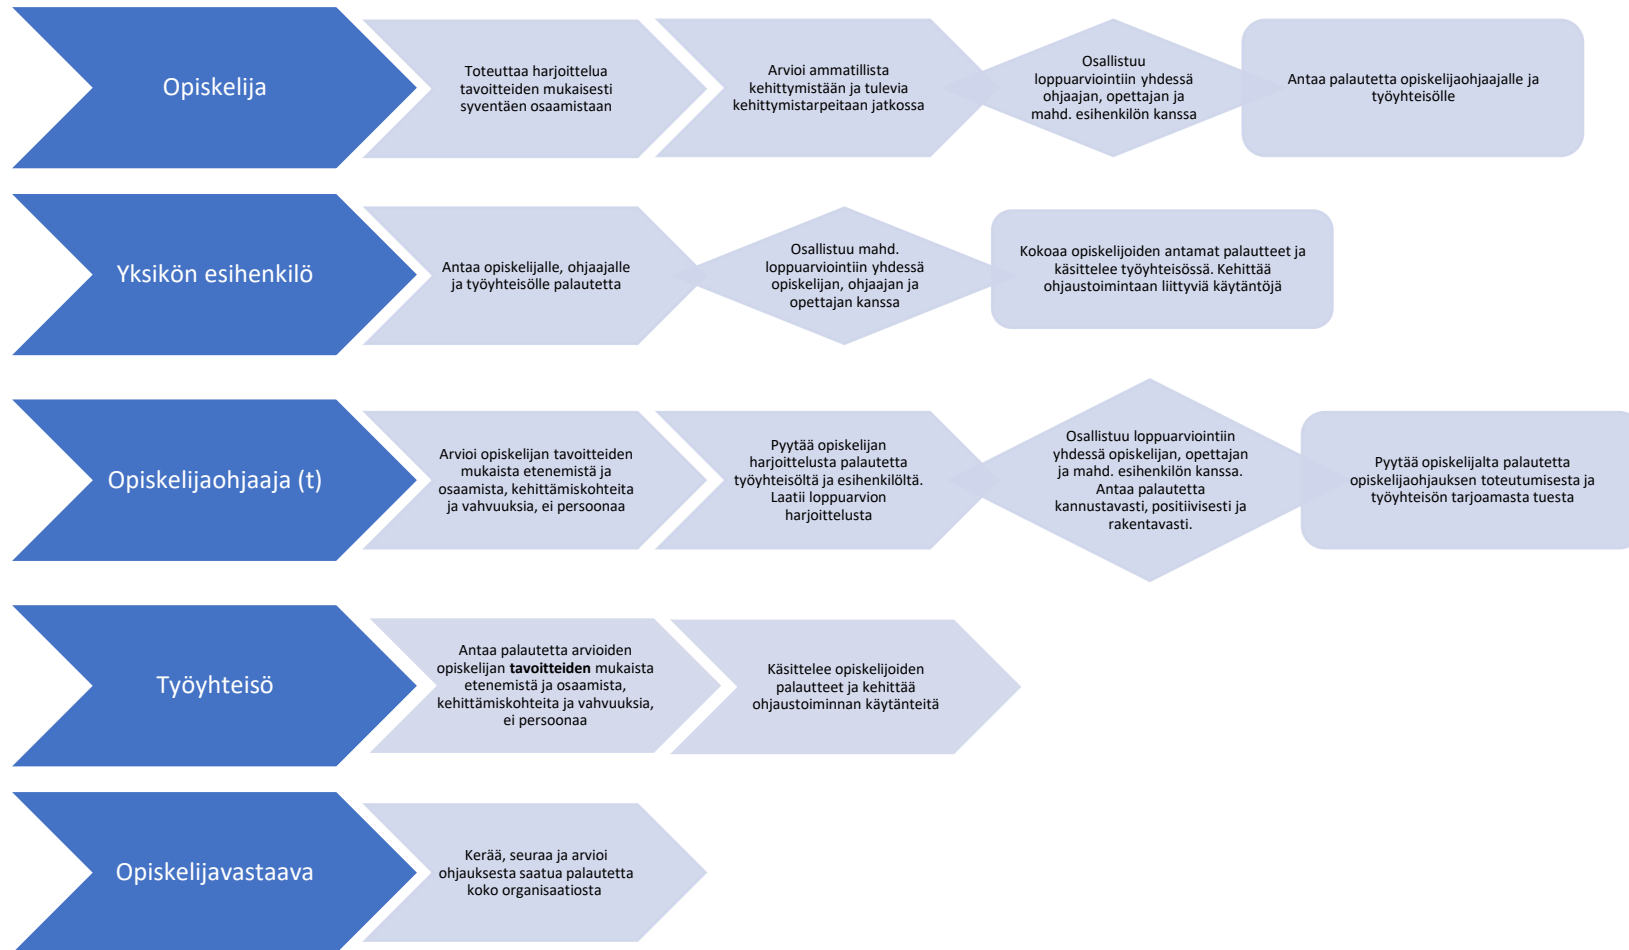 Opiskelija
Toteuttaa harjoittelua
tavoitteiden mukaisesti
syventäen osaamistaan
Arvioi ammatillista
kehittymistään ja tulevia
kehittymistarpeitaan jatkossa
Osallistuu
loppuarviointiin yhdessä
ohjaajan, opettajan ja
mahd. esihenkilön kanssa
Antaa palautetta opiskelijaohjaajalle ja
työyhteisölle
Yksikön esihenkilö
Antaa opiskelijalle, ohjaajalle
ja työyhteisölle palautetta
Osallistuu mahd.
loppuarviointiin yhdessä
opiskelijan, ohjaajan ja
opettajan kanssa
Kokoaa opiskelijoiden antamat palautteet ja
käsittelee työyhteisössä. Kehittää
ohjaustoimintaan liittyviä käytäntöjä
Opiskelijaohjaaja (t)
Arvioi opiskelijan tavoitteiden
mukaista etenemistä ja
osaamista, kehittämiskohteita
ja vahvuuksia, ei persoonaa
Pyytää opiskelijan
harjoittelusta palautetta
työyhteisöltä ja esihenkilöltä.
Laatii loppuarvion
harjoittelusta
Osallistuu loppuarviointiin
yhdessä opiskelijan, opettajan
ja mahd. esihenkilön kanssa.
Antaa palautetta
kannustavasti, positiivisesti ja
rakentavasti.
Pyytää opiskelijalta palautetta
opiskelijaohjauksen toteutumisesta ja
työyhteisön tarjoamasta tuesta
Työyhteisö
Antaa palautetta arvioiden
opiskelijan tavoitteiden mukaista
etenemistä ja osaamista,
kehittämiskohteita ja vahvuuksia,
ei persoonaa
Käsittelee opiskelijoiden
palautteet ja kehittää
ohjaustoiminnan käytänteitä
Opiskelijavastaava
Kerää, seuraa ja arvioi
ohjauksesta saatua palautetta
koko organisaatiosta